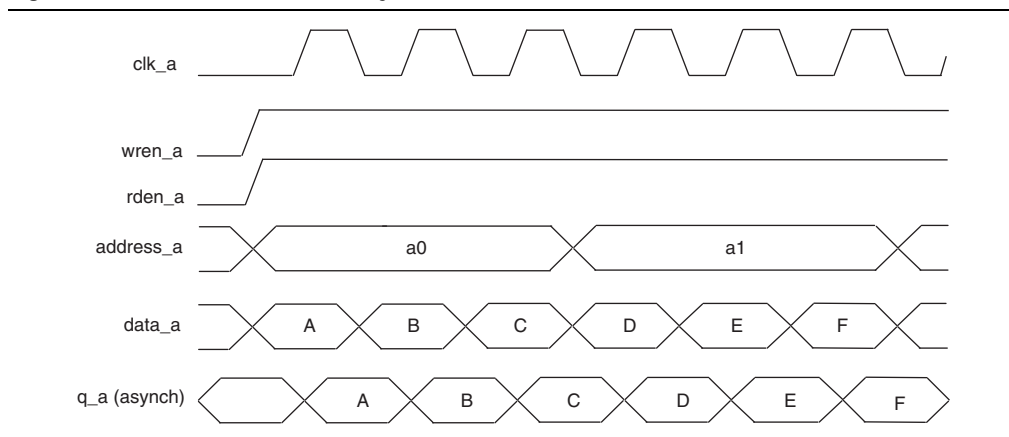 clk_a
wren_a
rden_a
address_a a0 a1
data_a A B C D E F
q_a (asynch) A B C D E F